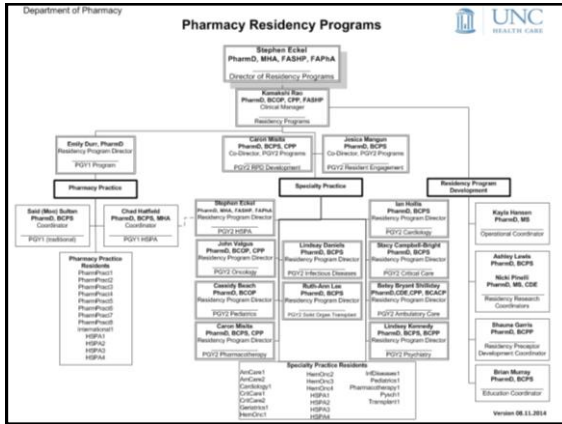 Department of Pharmacy
Pharmacy Residency Programs
UNC
HEALTH CARE
Stephen Eckel
PharmD, MHA, FASHP, FAPhA
Director of Residency Programs
Kamakshi Rao
PharmD, BCOP, CPP, FASHP
Clinical Manager
Residency Programs
Emily Durr, PharmD
Residency Program Director
PGY1 Program
Caron Misita
PharmD, BCPS, CPP
Co-Director, PGY2 Programs
PGY2 RPD Development
Jessica Mangun
PharmD, BCPS
Co-Director, PGY2 Programs
PGY2 Resident Engagement
Pharmacy Practice
Specialty Practice
Residency Program
Development
Said (Moe) Sultan
PharmD, BCPS
Coordinator
PGY1 (traditional)
Chad Hatfield
PharmD, BCPS, MHA
Coordinator
PGY1 HSPA
Pharmacy Practice
Residents
PharmPract1
PharmPract2
PharmPract3
PharmPract4
PharmPract5
PharmPract6
PharmPract7
PharmPract8
International1
HSPA1
HSPA2
HSPA3
HSPA4
Stephen Eckel
PharmD, MHA, FASHP, FAPhA
Residency Program Director
PGY2 HSPA
John Valgus
PharmD, BCOP, CPP
Residency Program Director
PGY2 Oncology
Cassidy Beach
PharmD, BCOP
Residency Program Director
PGY2 Pediatrics
Caron Misita
PharmD, BCPS, CPP
Residency Program Director
PGY2 Pharmacotherapy
Lindsay Daniels
PharmD, BCPS
Residency Program Director
PGY2 Infectious Diseases
Ruth-Ann Lee
PharmD, BCPS
Residency Program Director
PGY2 Solid Organ Transplant
Ian Hollis
PharmD, BCPS
Residency Program Director
PGY2 Cardiology
Stacy Campbell-Bright
PharmD, BCPS
Residency Program Director
PGY2 Critical Care
Betsy Bryant Shilliday
PharmD, CDE, CPP, BCACP
Residency Program Director
PGY2 Ambulatory Care
Lindsey Kennedy
PharmD, BCPS, BCPP
Residency Program Director
PGY2 Psychiatry
Kayla Hansen
PharmD, MS
Operational Coordinator
Ashley Lewis
PharmD, BCPS
Nicki Pinelli
PharmD, MS, CDE
Residency Research
Coordinators
Shauna Garris
PharmD, BCPP
Residency Preceptor
Development Coordinator
Brian Murray
PharmD, BCPS
Education Coordinator
Specialty Practice Residents
AmCare1
AmCare2
Cardiology1
CritCare1
CritCare2
Geriatrics1
HemOnc1
HemOnc2
HemOnc3
HemOnc4
HSPA1
HSPA2
HSPA3
HSPA4
InfDiseases1
Pediatrics1
Pharmacotherapy1
Psych1
Transplant1
Version 08.11.2014